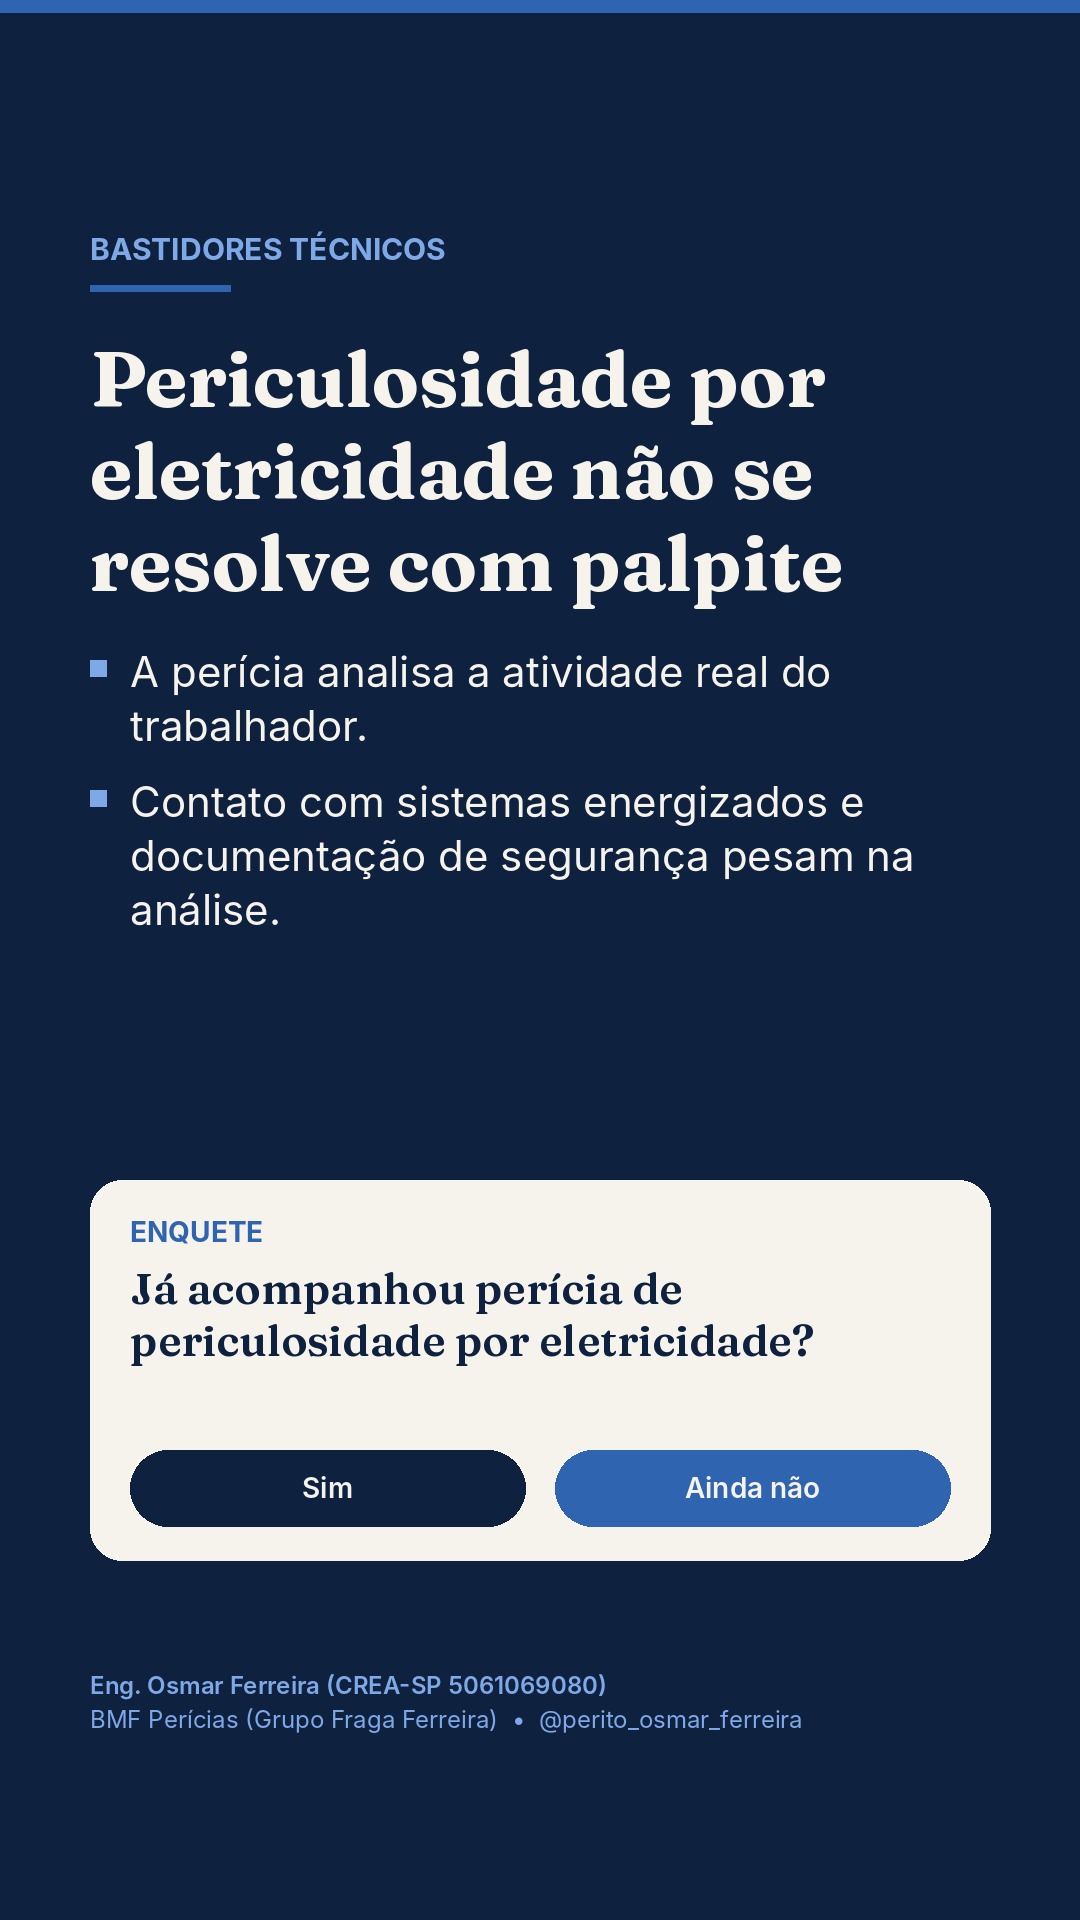 BASTIDORES TÉCNICOS
Periculosidade por
eletricidade não se
resolve com palpite
A perícia analisa a atividade real do
trabalhador.
Contato com sistemas energizados e
documentação de segurança pesam na
análise.
ENQUETE
Já acompanhou perícia de
periculosidade por eletricidade?
Sim
Ainda não
Eng. Osmar Ferreira (CREA-SP 5061069080)
BMF Perícias (Grupo Fraga Ferreira) • @perito_osmar_ferreira